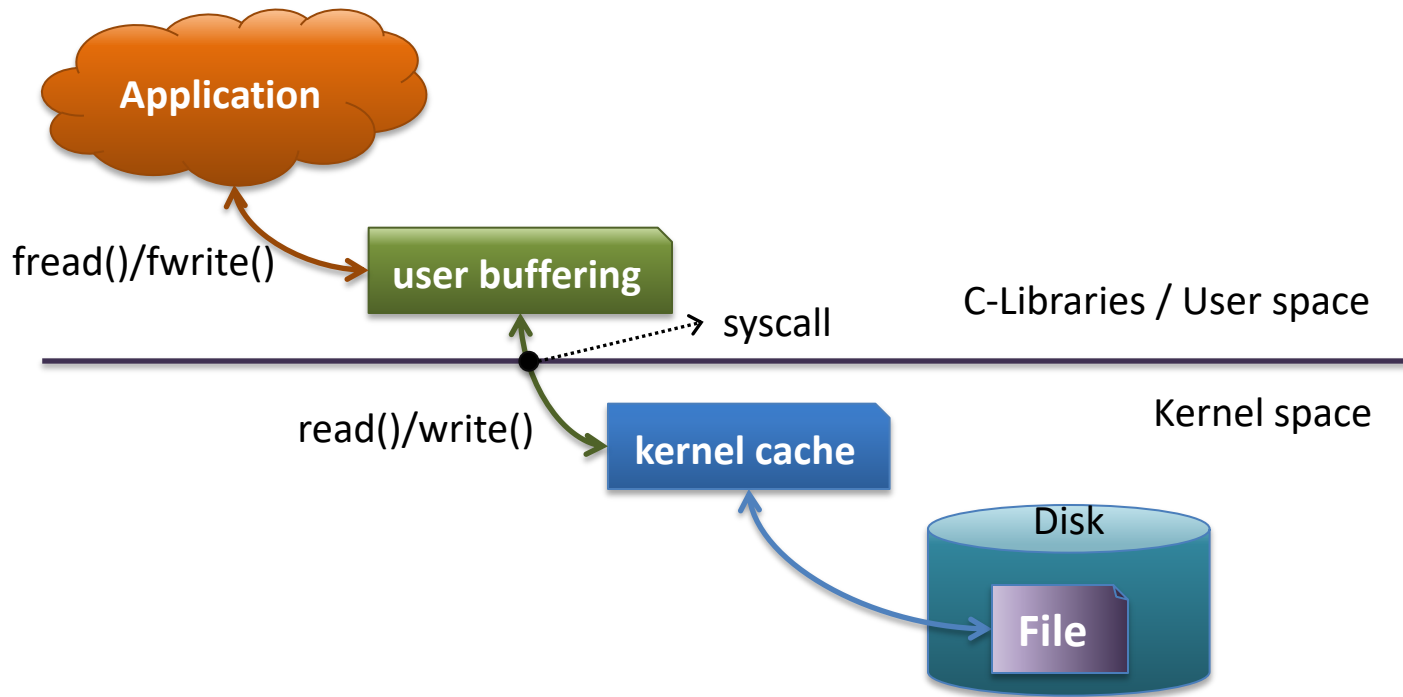 Application
fread()/fwrite()
user buffering
C-Libraries / User space
syscall
Kernel space
read()/write()
kernel cache
Disk
File